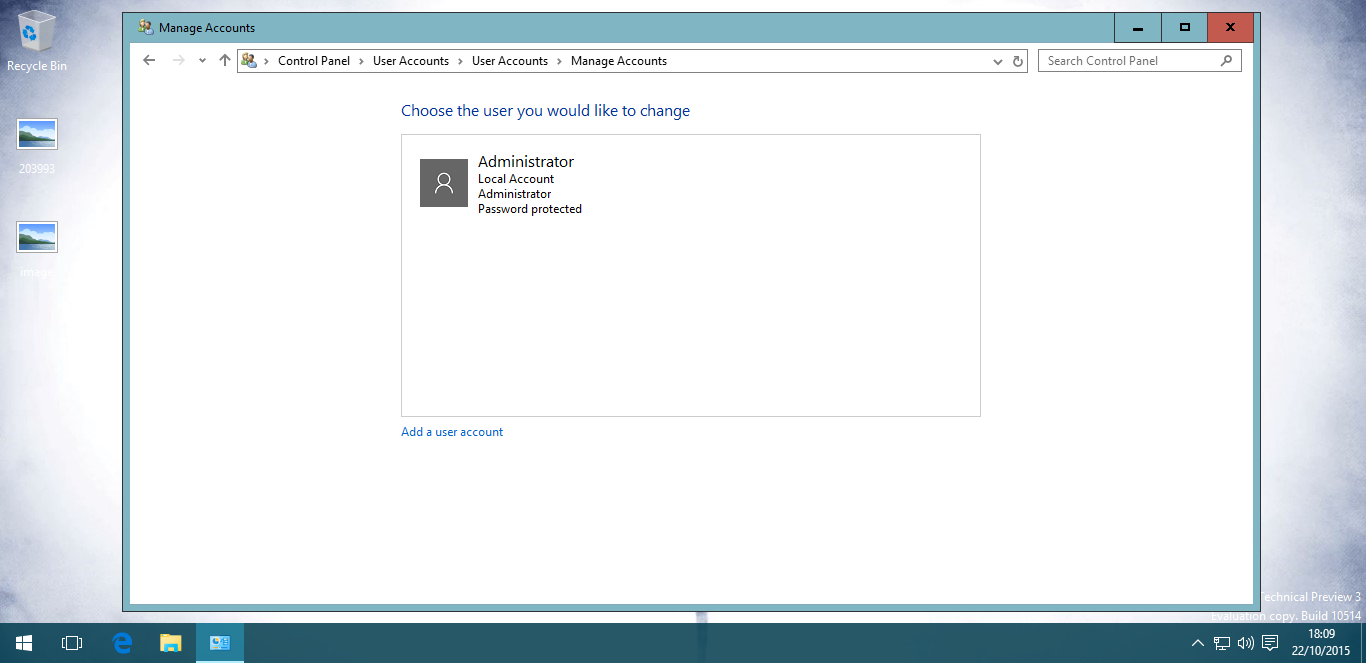 Recycle Bin
203993
image
Manage Accounts
Control Panel
User Accounts
User Accounts
Manage Accounts
Search Control Panel
Choose the user you would like to change
Administrator
Local Account
Administrator
Password protected
Add a user account
Technical Preview 3
Evaluation copy. Build 10514
18:09
22/10/2015